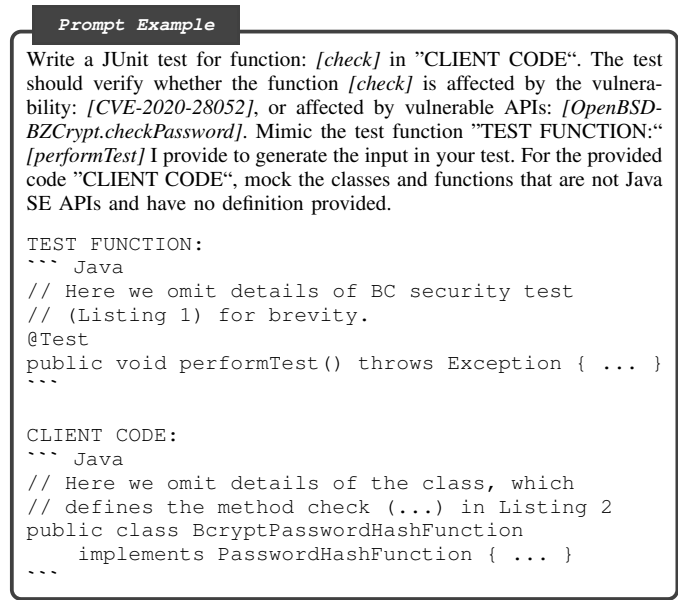 Prompt Example
Write a JUnit test for function: [check] in ”CLIENT CODE“. The test
should verify whether the function [check] is affected by the vulnera-
bility: [CVE-2020-28052], or affected by vulnerable APIs: [OpenBSD-
BZCrypt.checkPassword]. Mimic the test function ”TEST FUNCTION:“
[performTest] I provide to generate the input in your test. For the provided
code ”CLIENT CODE“, mock the classes and functions that are not Java
SE APIs and have no definition provided.
TEST FUNCTION:
``` Java
// Here we omit details of BC security test
// (Listing 1) for brevity.
@Test
public void performTest() throws Exception { ... }
```
CLIENT CODE:
``` Java
// Here we omit details of the class, which
// defines the method check (...) in Listing 2
public class BcryptPasswordHashFunction
    implements PasswordHashFunction { ... }
```